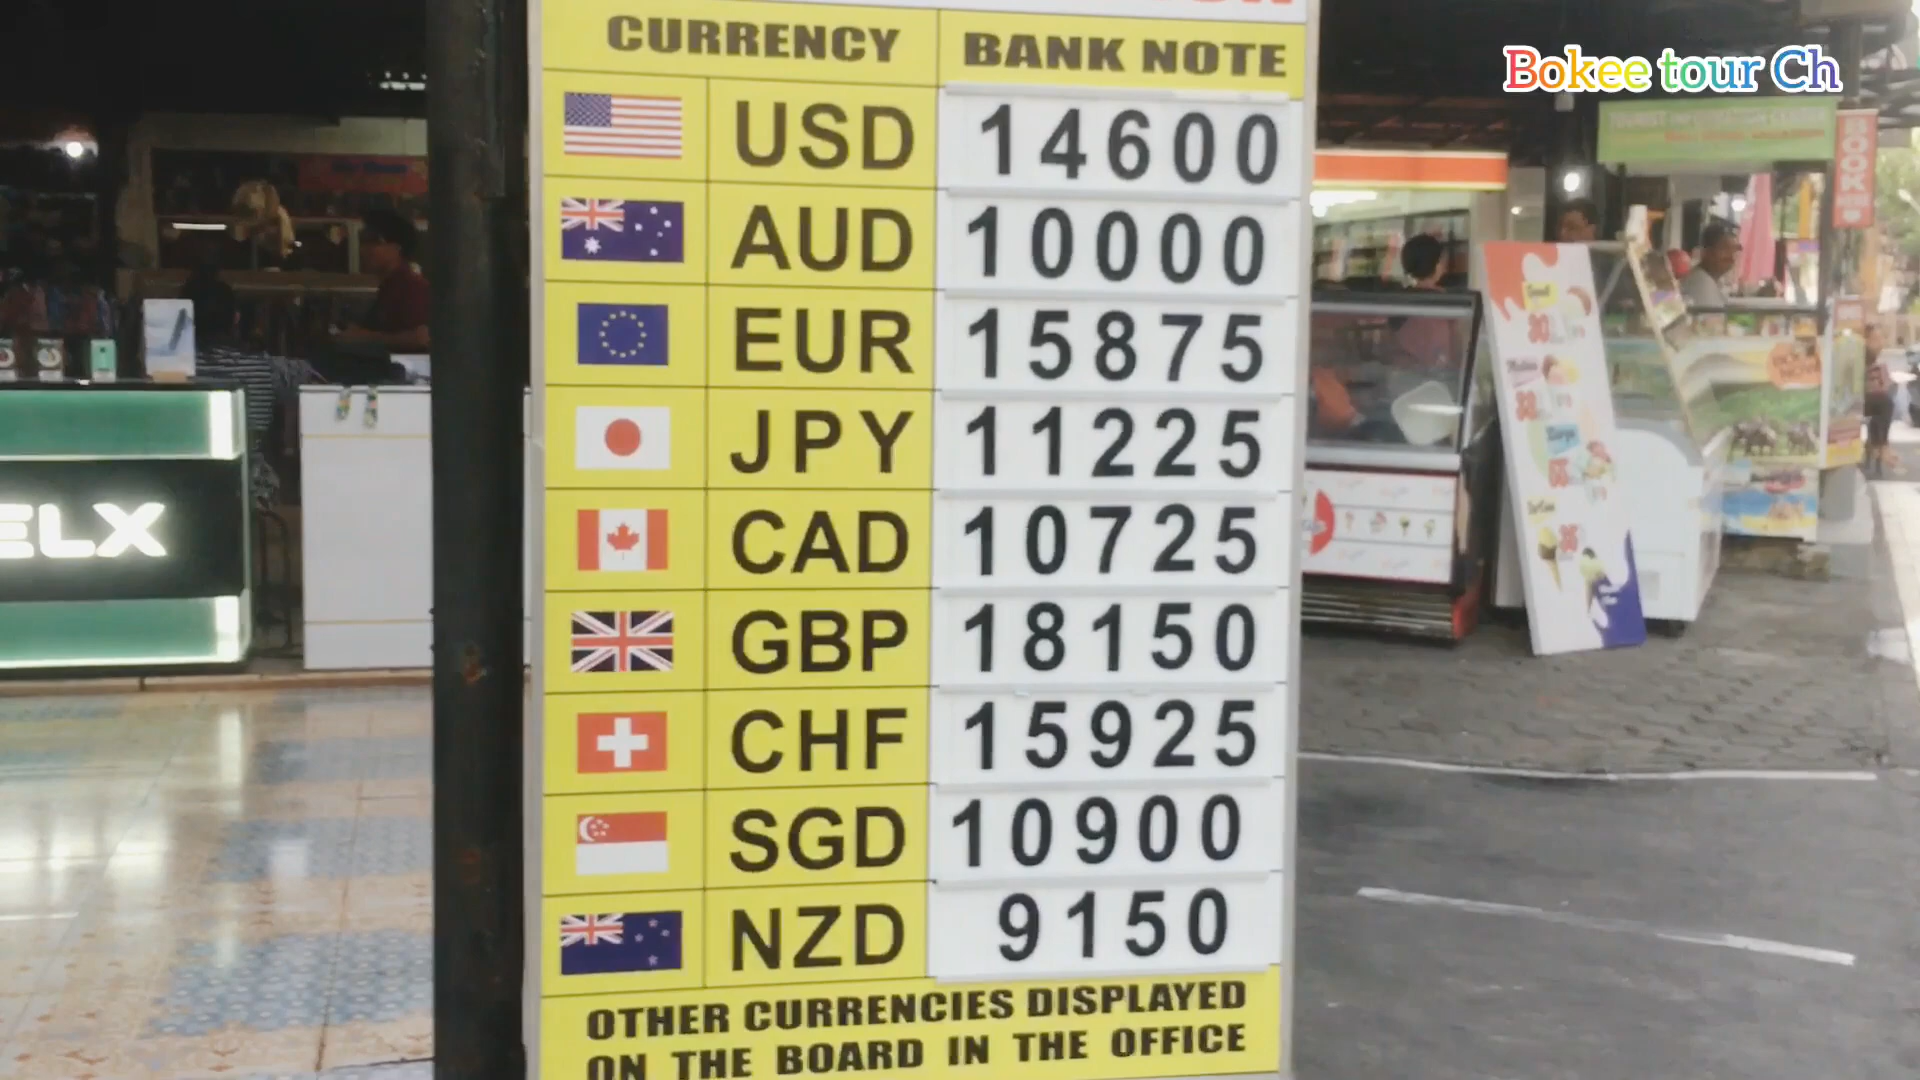 Bokee tour Ch
CURRENCY BANK NOTE
USD 14600
AUD 10000
EUR 15875
JPY 11225
CAD 10725
GBP 18150
CHF 15925
SGD 10900
NZD 9150
OTHER CURRENCIES DISPLAYED
ON THE BOARD IN THE OFFICE
ELX